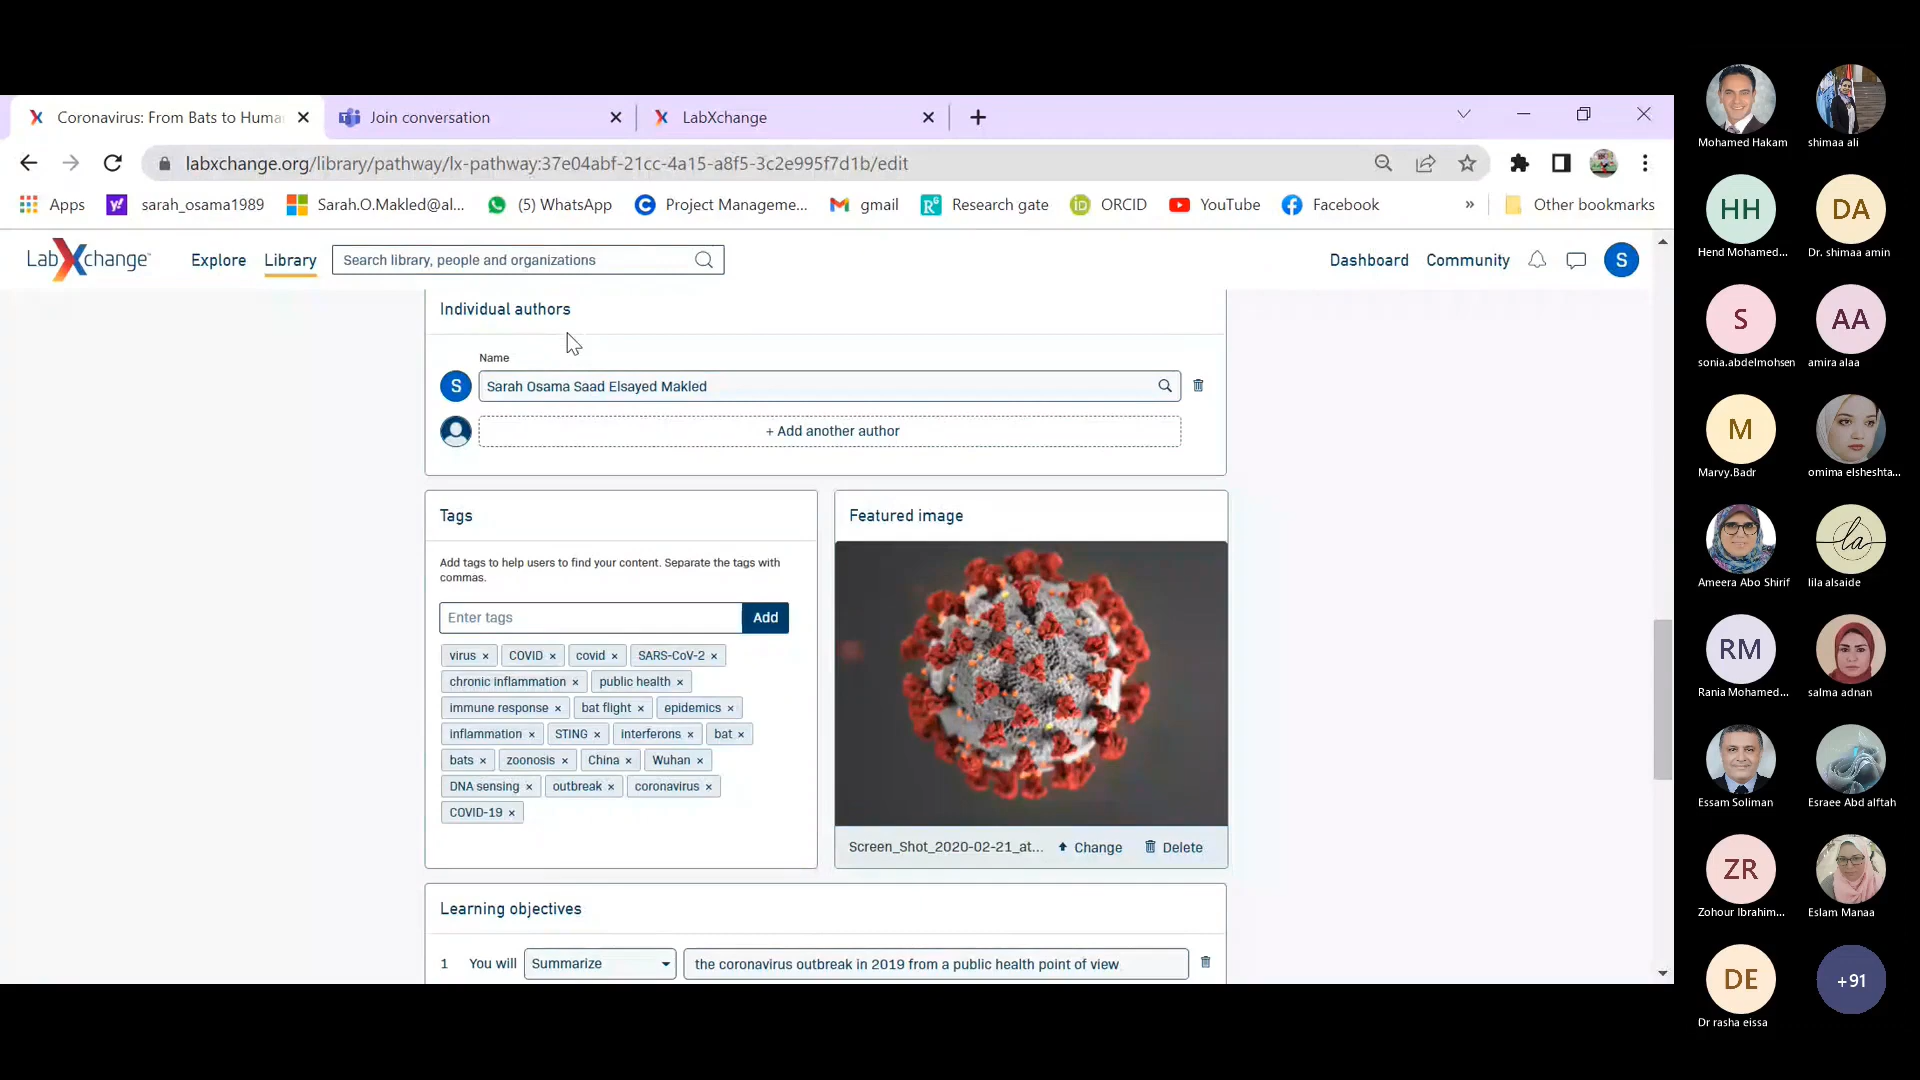 Coronavirus: From Bats to Huma
Join conversation
LabXchange
labxchange.org/library/pathway/lx-pathway:37e04abf-21cc-4a15-a8f5-3c2e995f7d1b/edit
Apps
sarah_osama1989
Sarah.O.Makled@al...
(5) WhatsApp
Project Manageme...
gmail
Research gate
ORCID
YouTube
Facebook
»
Other bookmarks
LabXchange
Explore
Library
Search library, people and organizations
Dashboard
Community
S
Individual authors
Name
S
Sarah Osama Saad Elsayed Makled
+ Add another author
Tags
Add tags to help users to find your content. Separate the tags with
commas.
Enter tags
Add
virus ×
COVID ×
covid ×
SARS-CoV-2 ×
chronic inflammation ×
public health ×
immune response ×
bat flight ×
epidemics ×
inflammation ×
STING ×
interferons ×
bat ×
bats ×
zoonosis ×
China ×
Wuhan ×
DNA sensing ×
outbreak ×
coronavirus ×
COVID-19 ×
Featured image
Screen_Shot_2020-02-21_at...
Change
Delete
Learning objectives
1 You will
Summarize
the coronavirus outbreak in 2019 from a public health point of view
Mohamed Hakam
shimaa ali
HH
Hend Mohamed...
DA
Dr. shimaa amin
S
sonia.abdelmohsen
AA
amira alaa
M
Marvy.Badr
omima elsheshta...
Ameera Abo Shirif
la
lila alsaide
RM
Rania Mohamed...
salma adnan
Essam Soliman
Esraee Abd alftah
ZR
Zohour Ibrahim...
Eslam Manaa
DE
Dr rasha eissa
+91